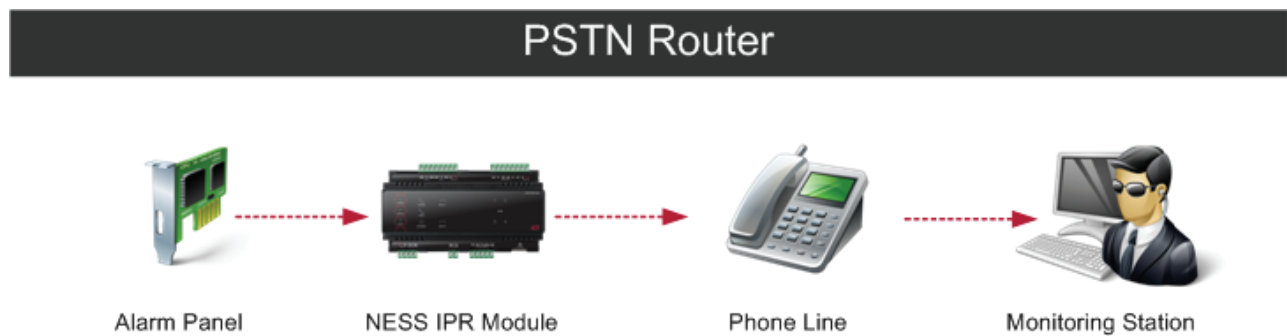 PSTN Router
Alarm Panel
NESS IPR Module
Phone Line
Monitoring Station